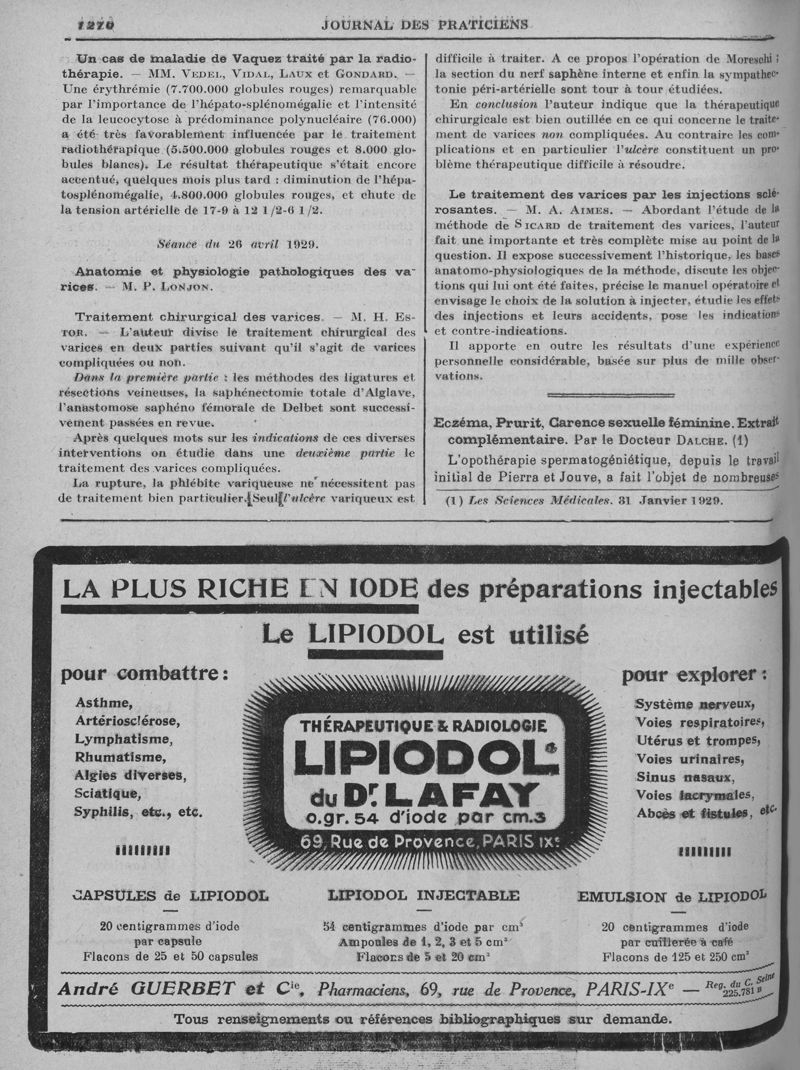 1270 JOURNAL DES PRATICIENS
Un cas de maladie de Vaquez traité par la radio-
thérapie. — MM. VEDEL, VIDAL, LAUX et GONDARD. —
Une érythrémie (7.700.000 globules rouges) remarquable
par l'importance de l'hépato-splénomégalie et l'intensité
de la leucocytose à prédominance polynucléaire (76.000)
a été très favorablement influencée par le traitement
radiothérapique (5.500.000 globules rouges et 8.000 glo-
bules blancs). Le résultat thérapeutique s'était encore
accentué, quelques mois plus tard : diminution de l'hépa-
tosplénomégalie, 4.800.000 globules rouges, et chute de
la tension artérielle de 17-9 à 12 1/2-6 1/2.
Séance du 26 avril 1929.
Anatomie et physiologie pathologiques des va-
rices. — M. P. LONJON.
Traitement chirurgical des varices. — M. H. ES-
TOR. — L'auteur divise le traitement chirurgical des
varices en deux parties suivant qu'il s'agit de varices
compliquées ou non.
Dans la première partie : les méthodes des ligatures et
résections veineuses, la saphénectomie totale d'Alglave,
l'anastomose saphéno fémorale de Delbet sont successi-
vement passées en revue.
Après quelques mots sur les indications de ces diverses
interventions on étudie dans une deuxième partie le
traitement des varices compliquées.
La rupture, la phlébite variqueuse ne nécessitent pas
de traitement bien particulier. Seul l'ulcère variqueux est
difficile à traiter. A ce propos l'opération de Moreschi ;
la section du nerf saphène interne et enfin la sympathec-
tonie péri-artérielle sont tour à tour étudiées.
En conclusion l'auteur indique que la thérapeutique
chirurgicale est bien outillée en ce qui concerne le traite-
ment de varices non compliquées. Au contraire les com-
plications et en particulier l'ulcère constituent un pro-
blème thérapeutique difficile à résoudre.
Le traitement des varices par les injections sclé-
rosantes. — M. A. AIMES. — Abordant l'étude de la
méthode de SICARD de traitement des varices, l'auteur
fait une importante et très complète mise au point de la
question. Il expose successivement l'historique, les bases
anatomo-physiologiques de la méthode, discute les objec-
tions qui lui ont été faites, précise le manuel opératoire et
envisage le choix de la solution à injecter, étudie les effets
des injections et leurs accidents, pose les indications
et contre-indications.
Il apporte en outre les résultats d'une expérience
personnelle considérable, basée sur plus de mille obser-
vations.
Eczéma, Prurit, Carence sexuelle féminine. Extrait
complémentaire. Par le Docteur DALCHE. (1)
L'opothérapie spermatogéniétique, depuis le travail
initial de Pierra et Jouve, a fait l'objet de nombreuses
(1) Les Sciences Médicales. 31 Janvier 1929.
LA PLUS RICHE EN IODE des préparations injectables
Le LIPIODOL est utilisé
pour combattre :
Asthme,
Artériosclérose,
Lymphatisme,
Rhumatisme,
Algies diverses,
Sciatique,
Syphilis, etc., etc.
THÉRAPEUTIQUE & RADIOLOGIE
LIPIODOL
du Dr. LAFAY
0.gr. 54 d'iode par cm.3
69, Rue de Provence, PARIS IXe
pour explorer :
Système nerveux,
Voies respiratoires,
Utérus et trompes,
Voies urinaires,
Sinus nasaux,
Voies lacrymales,
Abcès et fistules, etc.
CAPSULES de LIPIODOL
20 centigrammes d'iode
par capsule
Flacons de 25 et 50 capsules
LIPIODOL INJECTABLE
54 centigrammes d'iode par cm³
Ampoules de 1, 2, 3 et 5 cm³
Flacons de 5 et 20 cm³
EMULSION de LIPIODOL
20 centigrammes d'iode
par cuillerée à café
Flacons de 125 et 250 cm³
André GUERBET et Cie, Pharmaciens, 69, rue de Provence, PARIS-IXe — Reg. du C. Seine 225.781 B
Tous renseignements ou références bibliographiques sur demande.